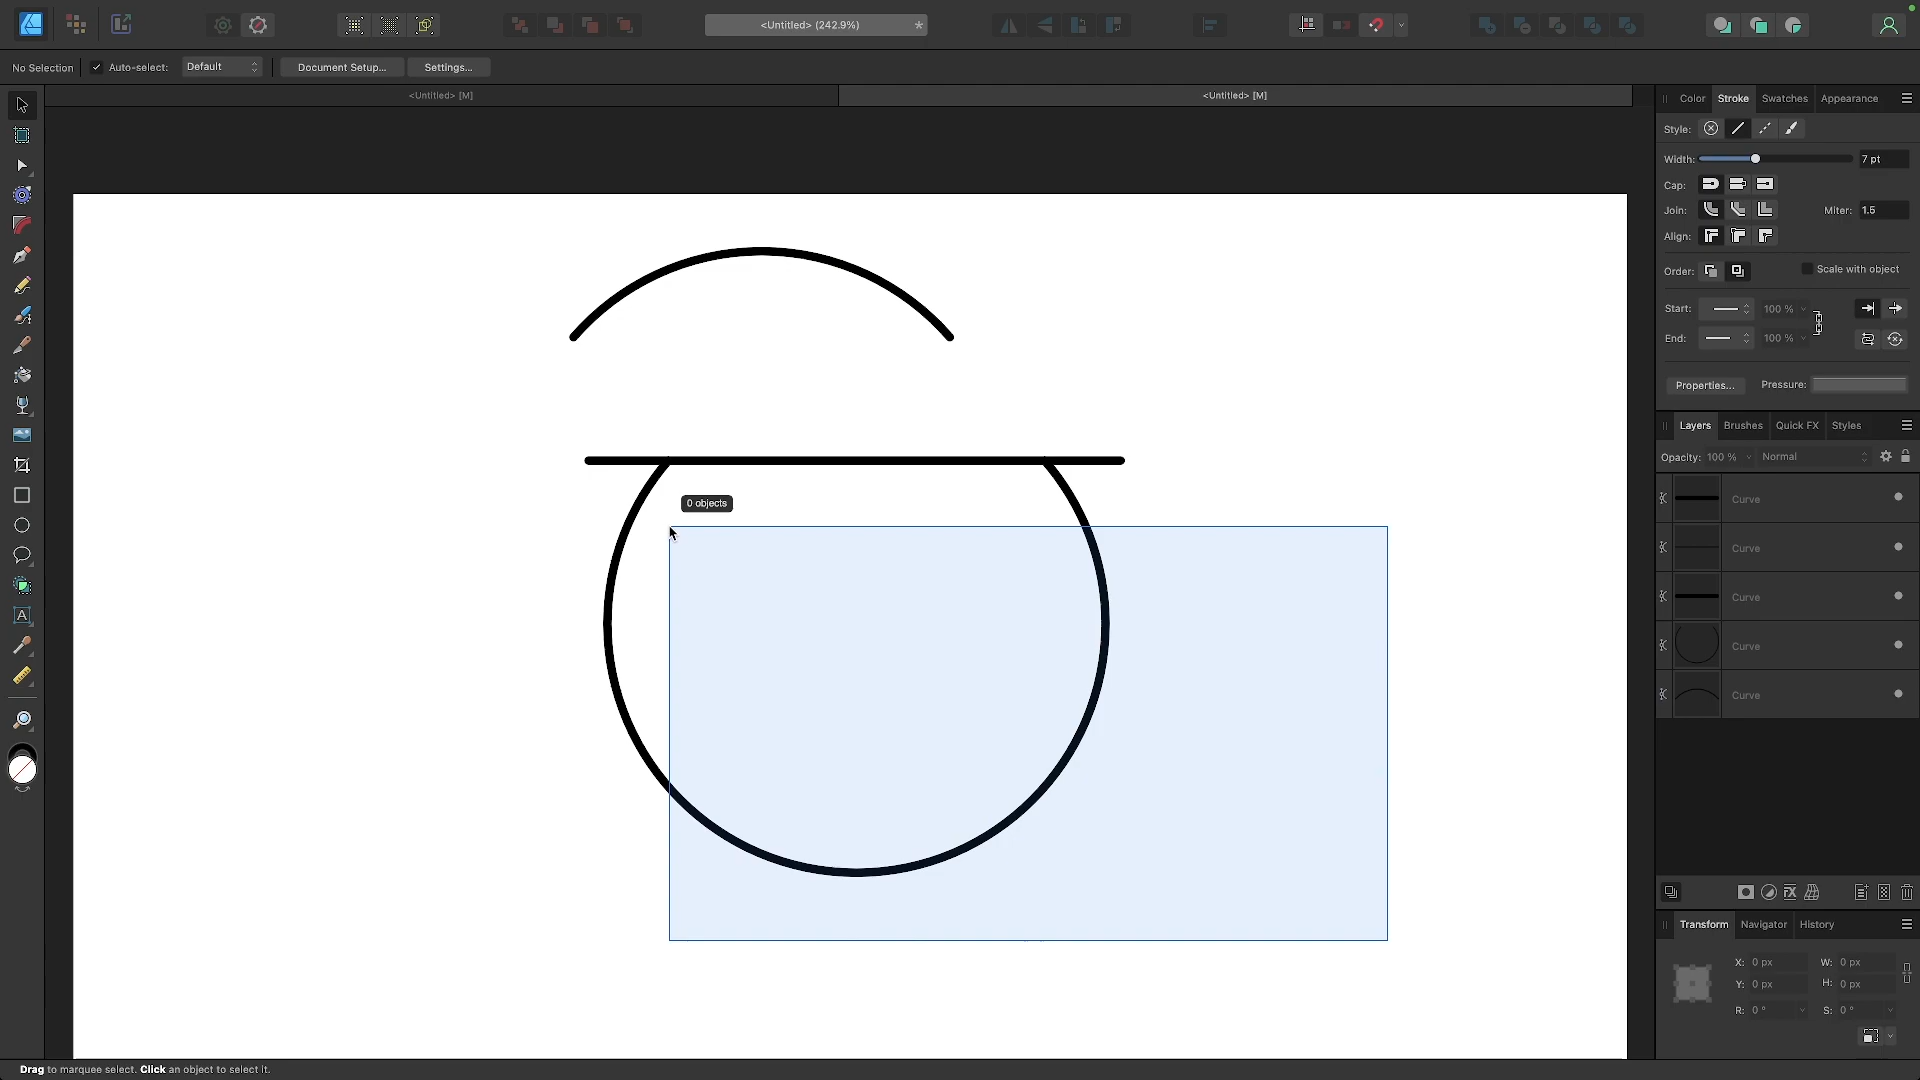 <Untitled> (242.9%)
*
No Selection
Auto-select:
Default
Document Setup...
Settings...
<Untitled> [M]
<Untitled> [M]
Color
Stroke
Swatches
Appearance
Style:
Width:
7 pt
Cap:
Join:
Miter: 1.5
Align:
Order:
Scale with object
Start:
100 %
End:
100 %
Properties...
Pressure:
Layers
Brushes
Quick FX
Styles
Opacity: 100 %
Normal
Curve
Curve
Curve
Curve
Curve
0 objects
A
FX
Transform
Navigator
History
X: 0 px
W: 0 px
Y: 0 px
H: 0 px
R: 0 °
S: 0 °
Drag to marquee select. Click an object to select it.